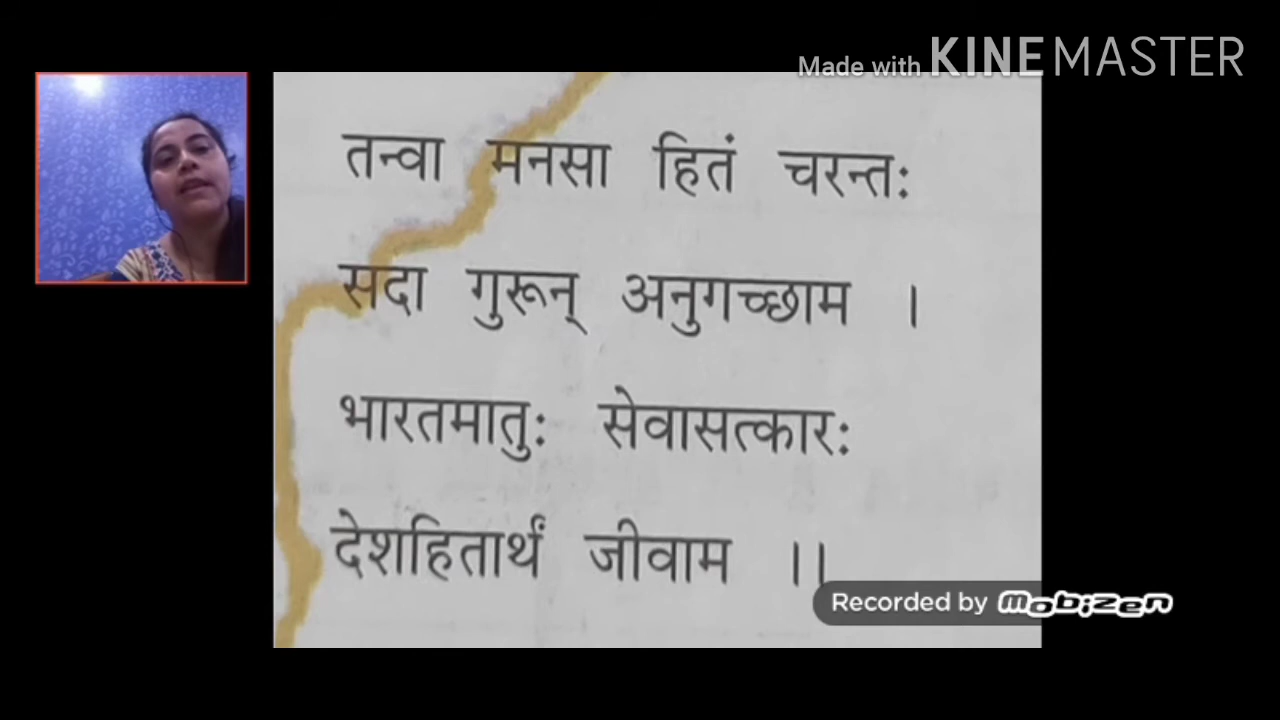 Made with KINEMASTER
तन्वा मनसा हितं चरन्तः
सदा गुरून् अनुगच्छाम ।
भारतमातुः सेवासत्कारः
देशहितार्थं जीवाम ।।
Recorded by Mobizen